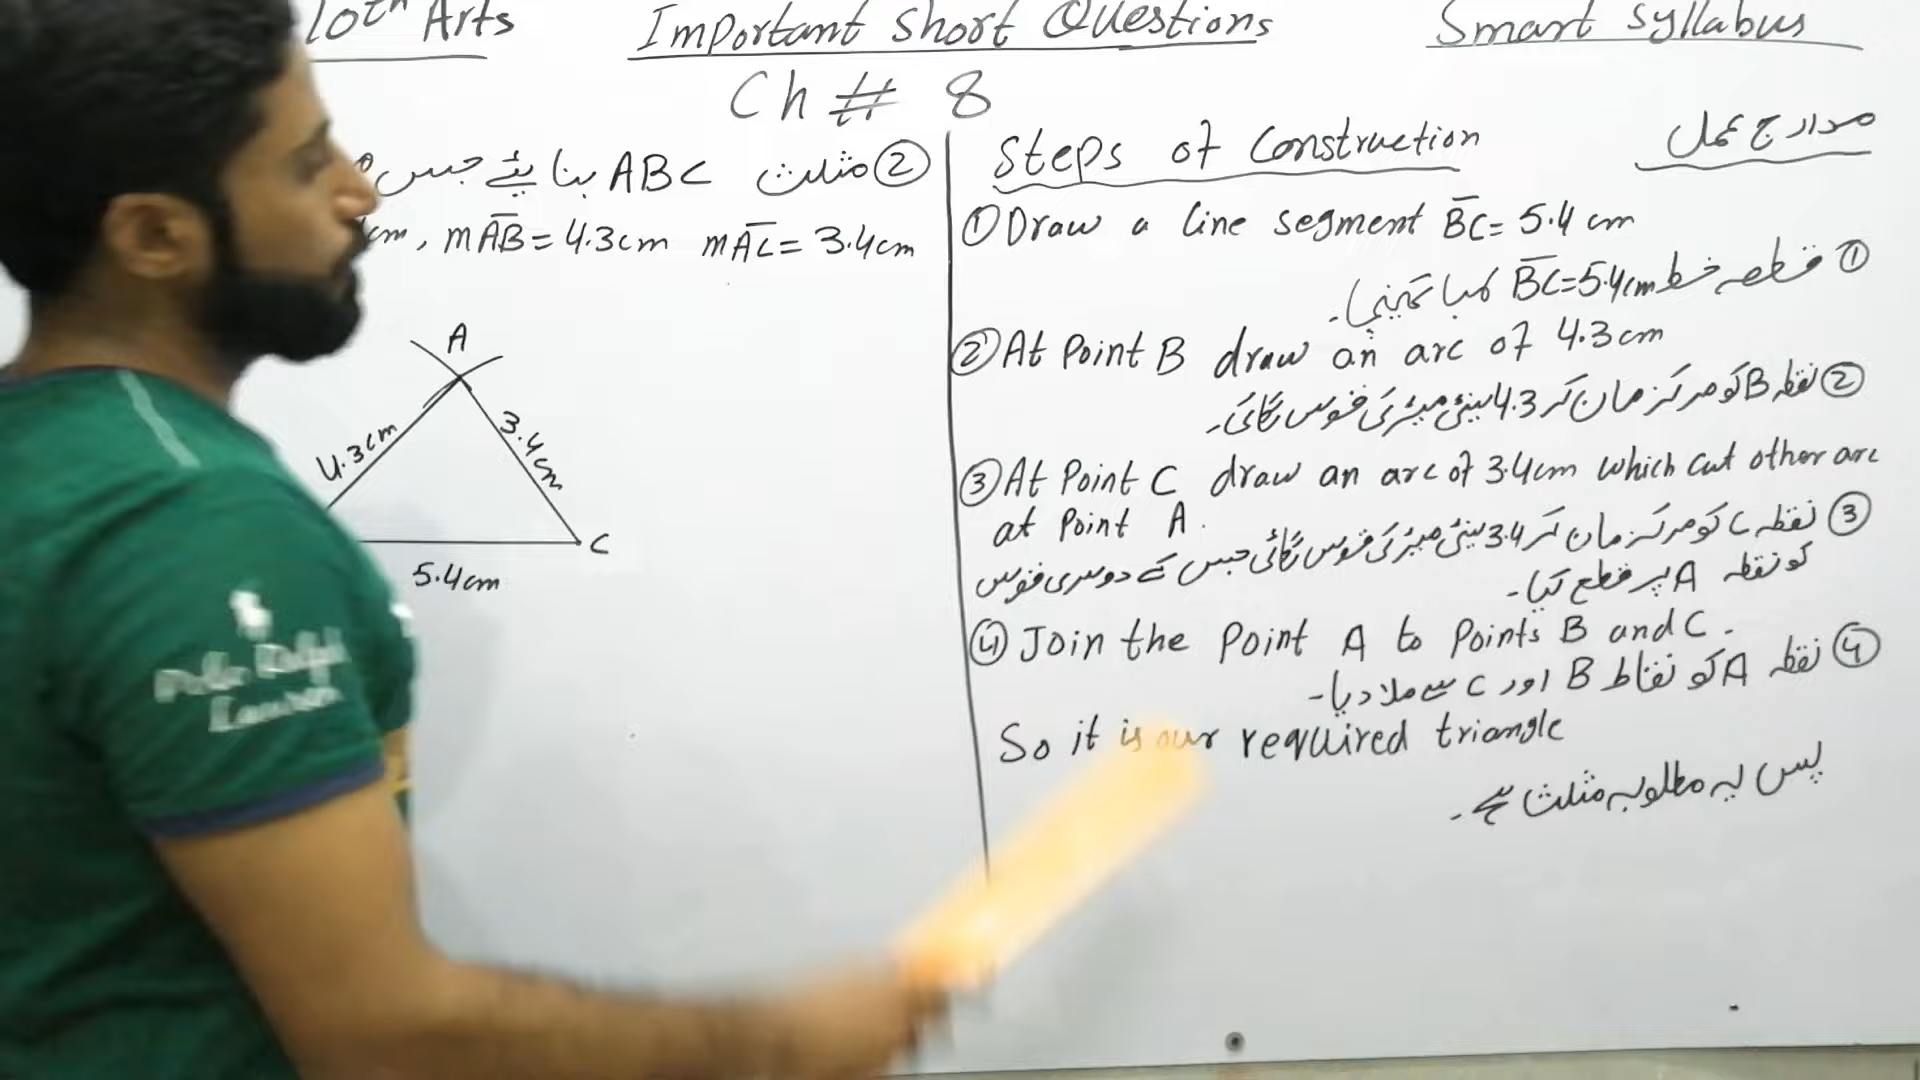 10th Arts Important Short Questions Smart Syllabus
Ch # 8
② مثلث ABC بنائیے جس
cm, mAB = 4.3cm mAC = 3.4cm
A
4.3cm
3.4cm
C
5.4cm
Steps of Construction مدارج عمل
① Draw a line segment BC = 5.4 cm
① قطعہ خط BC=5.4cm لمبا کھینچا۔
② At Point B draw an arc of 4.3cm
② نقطہ B کو مرکز مان کر 4.3 سینٹی میٹر کی قوس لگائی۔
③ At Point C draw an arc of 3.4cm which cut other arc
at Point A.
③ نقطہ C کو مرکز مان کر 3.4 سینٹی میٹر کی قوس لگائی جس کے دوسری قوس
کو نقطہ A پر قطع کیا۔
④ Join the Point A to Points B and C.
④ نقطہ A کو نقاط B اور C سے ملا دیا۔
So it is our required triangle
پس یہ مطلوبہ مثلث ہے۔